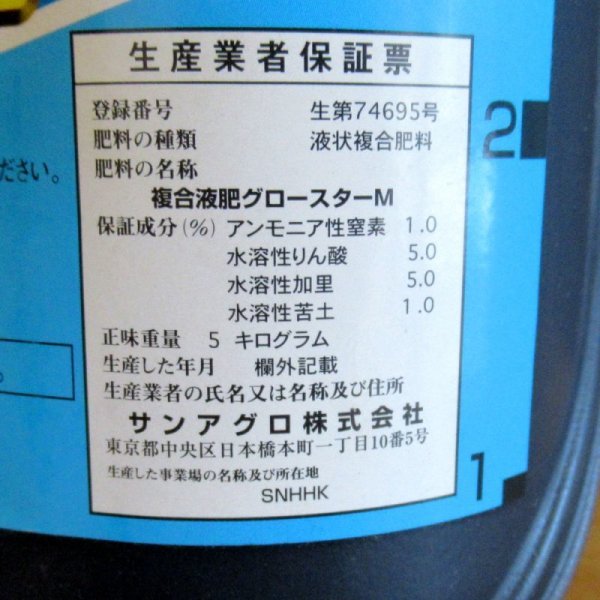 生産業者保証票
登録番号 生第74695号
肥料の種類 液状複合肥料
肥料の名称
複合液肥グロースターM
保証成分(%) アンモニア性窒素 1.0
水溶性りん酸 5.0
水溶性加里 5.0
水溶性苦土 1.0
正味重量 5 キログラム
生産した年月 欄外記載
生産業者の氏名又は名称及び住所
サンアグロ株式会社
東京都中央区日本橋本町一丁目10番5号
生産した事業場の名称及び所在地
SNHHK
ださい。
2
1